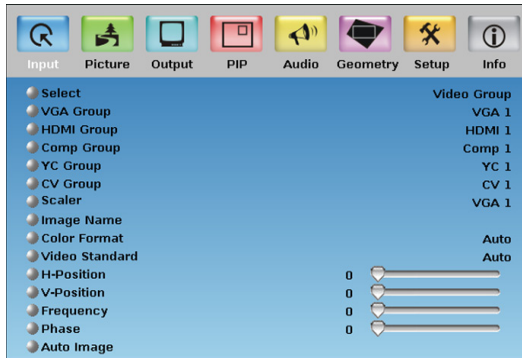 Input Picture Output PIP Audio Geometry Setup Info
Select Video Group
VGA Group VGA 1
HDMI Group HDMI 1
Comp Group Comp 1
YC Group YC 1
CV Group CV 1
Scaler VGA 1
Image Name
Color Format Auto
Video Standard Auto
H-Position 0
V-Position 0
Frequency 0
Phase 0
Auto Image